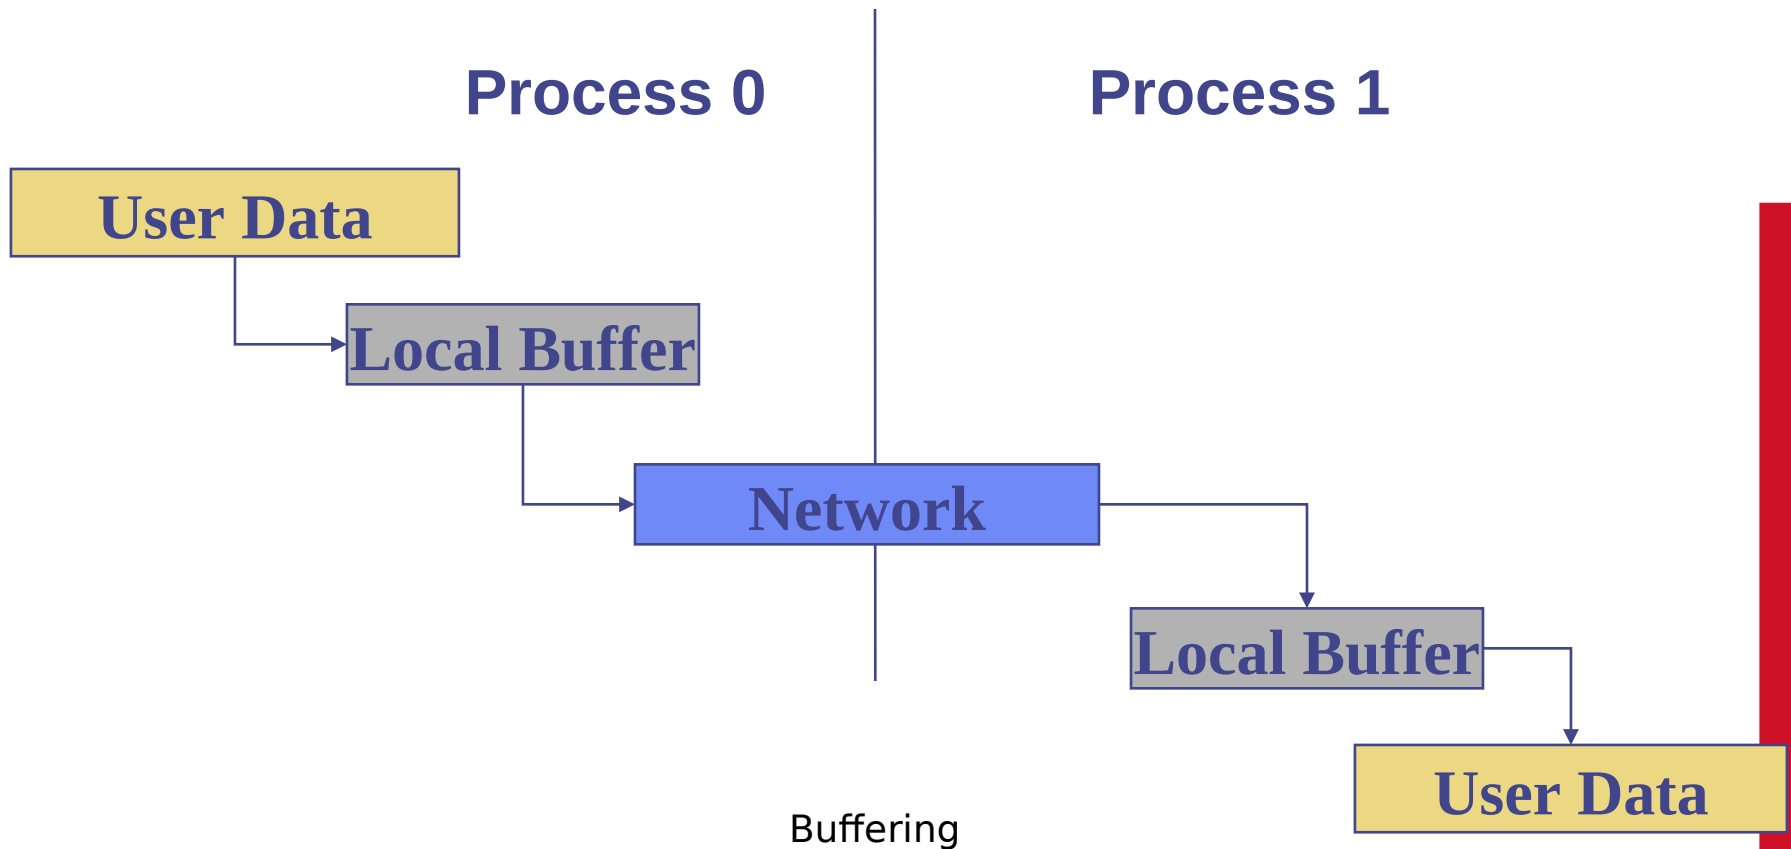 Process 0
Process 1
User Data
Local Buffer
Network
Local Buffer
User Data
Buffering